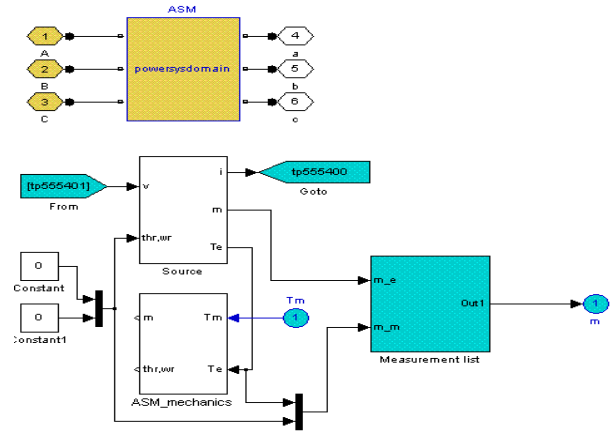 ASM
1
A
2
B
3
C
powersysdomain
4
a
5
b
6
c
[tp555401]
From
v
i
m
Te
thr,wr
Source
tp555400
Goto
0
Constant
0
Constant1
m
Tm
thr,wr
Te
ASM_mechanics
Tm
1
m_e
m_m
Out1
Measurement list
1
m